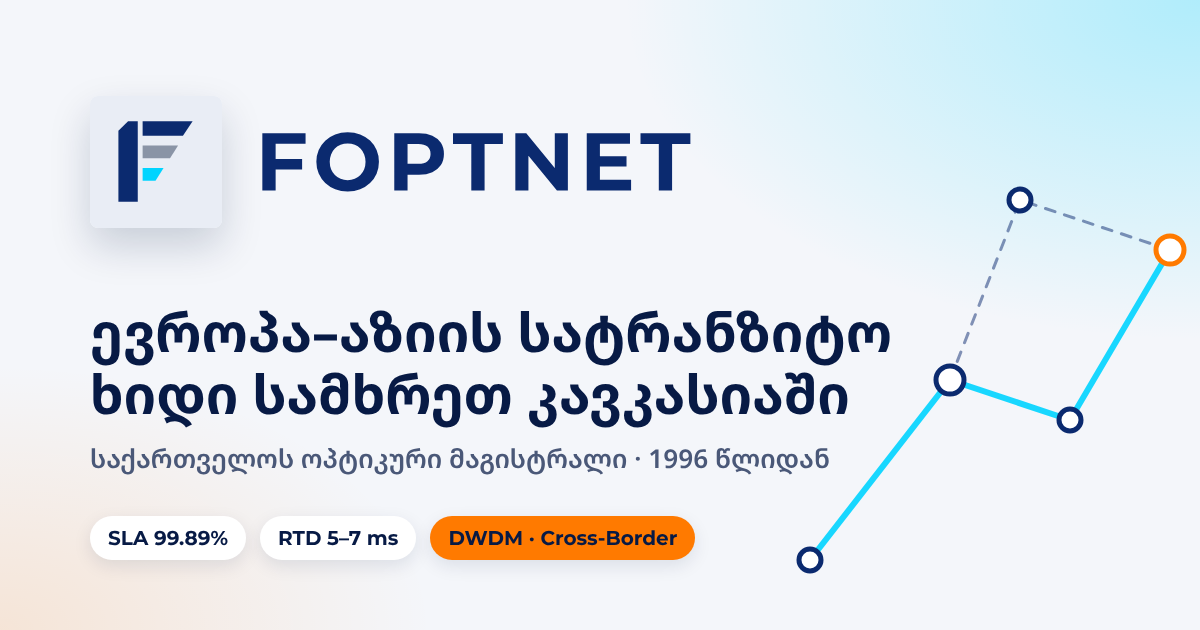 FOPTNET
ევროპა–აზიის სატრანზიტო
ხიდი სამხრეთ კავკასიაში
საქართველოს ოპტიკური მაგისტრალი · 1996 წლიდან
SLA 99.89%
RTD 5–7 ms
DWDM · Cross-Border